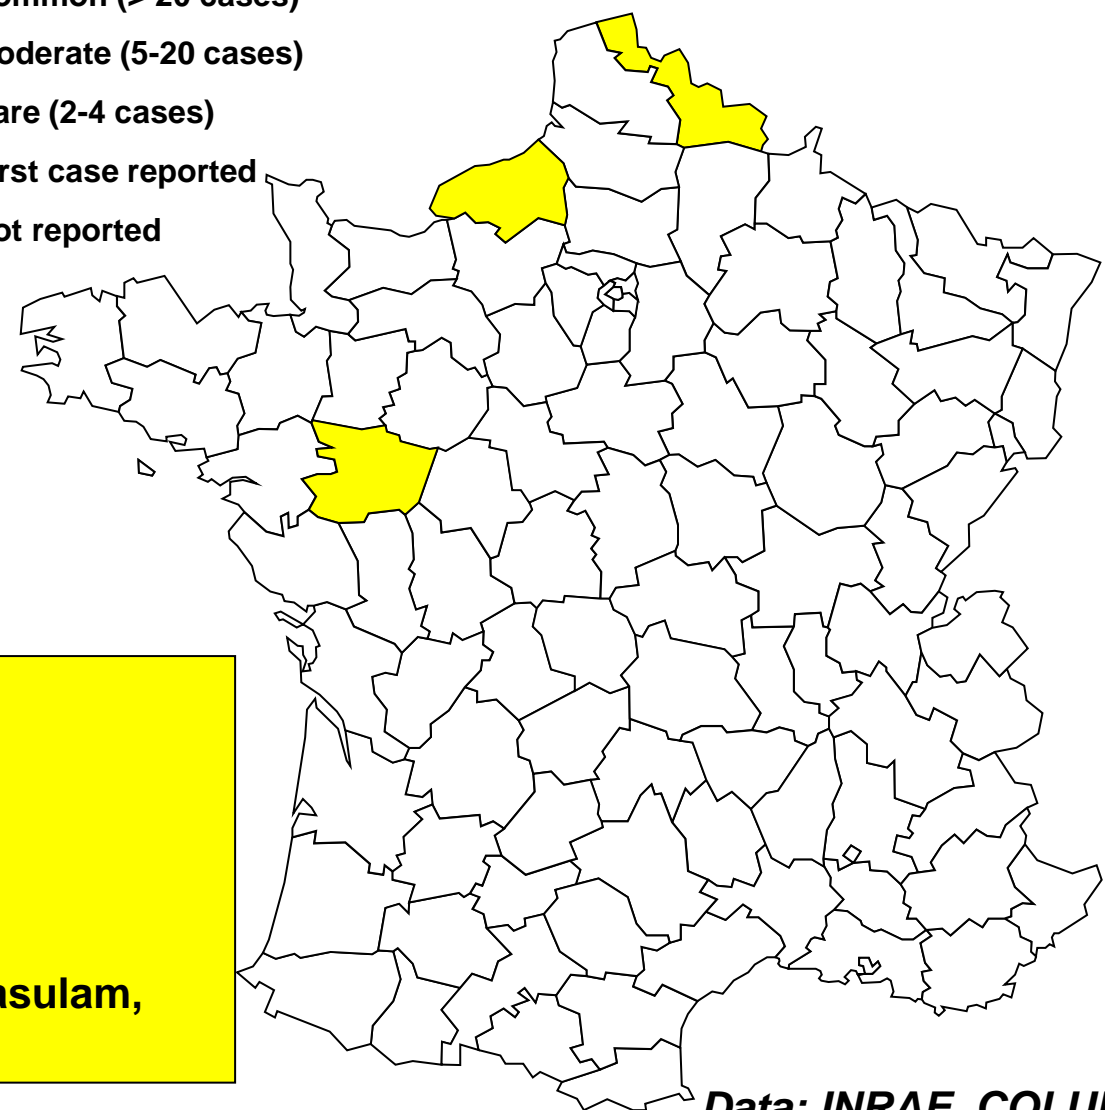 ommon (> 20 cases)
oderate (5-20 cases)
are (2-4 cases)
rst case reported
ot reported
asulam,
Data: INRAE, COLU